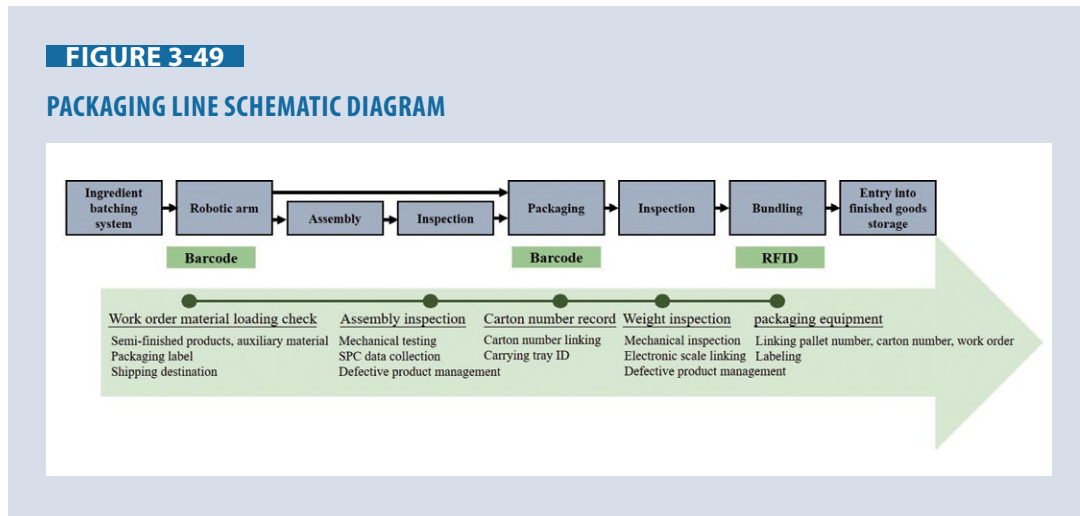 FIGURE 3-49
PACKAGING LINE SCHEMATIC DIAGRAM
Ingredient
batching
system
Robotic arm
Assembly
Inspection
Packaging
Inspection
Bundling
Entry into
finished goods
storage
Barcode
Barcode
RFID
Work order material loading check
Semi-finished products, auxiliary material
Packaging label
Shipping destination
Assembly inspection
Mechanical testing
SPC data collection
Defective product management
Carton number record
Carton number linking
Carrying tray ID
Weight inspection
Mechanical inspection
Electronic scale linking
Defective product management
packaging equipment
Linking pallet number, carton number, work order
Labeling